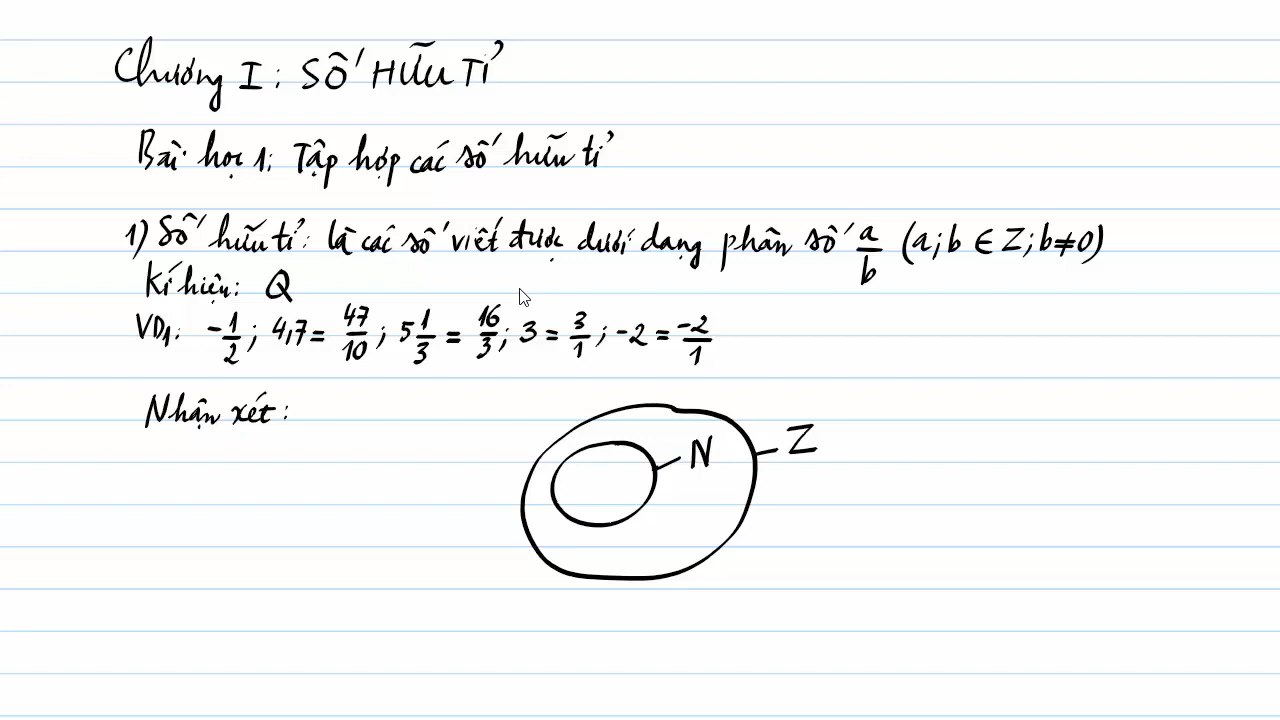 Chương I: SỐ HỮU TỈ
Bài học 1: Tập hợp các số hữu tỉ
1) Số hữu tỉ: là các số viết được dưới dạng phân số a/b (a;b ∈ Z; b≠0)
Kí hiệu: Q
VD1: -1/2; 4,7 = 47/10; 5 1/3 = 16/3; 3 = 3/1; -2 = -2/1
Nhận xét:
Z
N